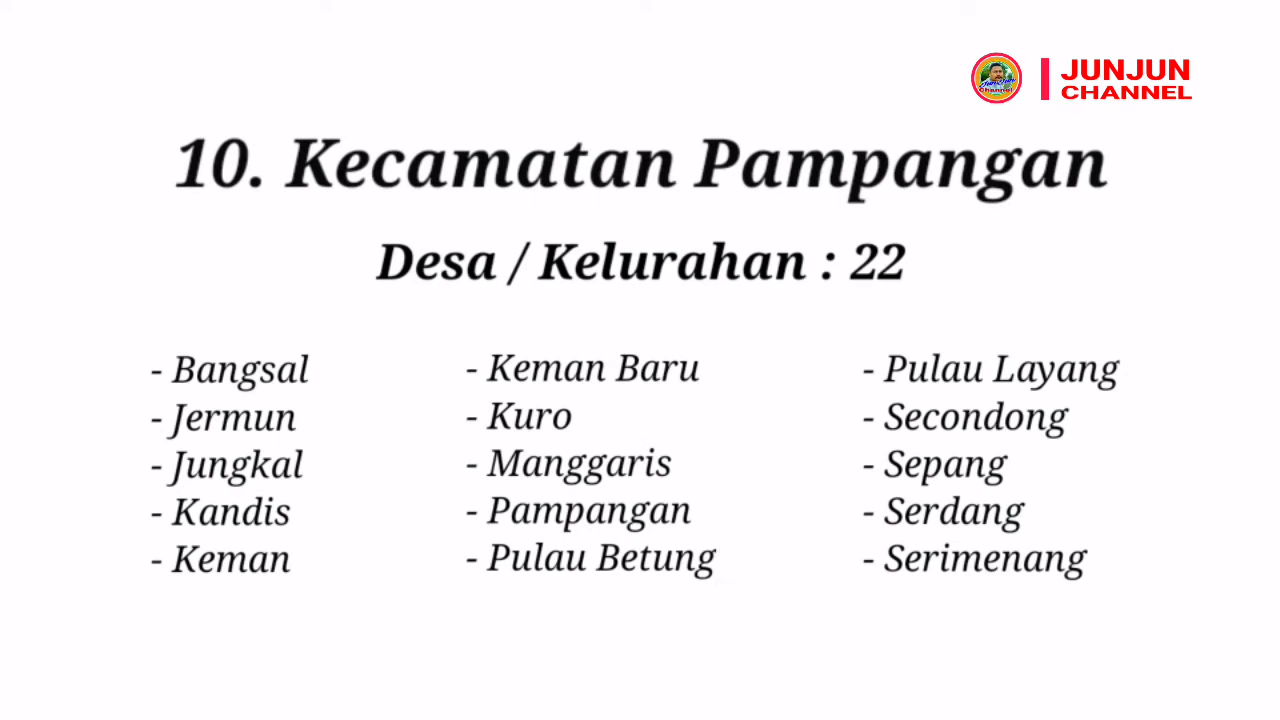 JUNJUN
CHANNEL
10. Kecamatan Pampangan
Desa / Kelurahan : 22
- Bangsal
- Jermun
- Jungkal
- Kandis
- Keman
- Keman Baru
- Kuro
- Manggaris
- Pampangan
- Pulau Betung
- Pulau Layang
- Secondong
- Sepang
- Serdang
- Serimenang